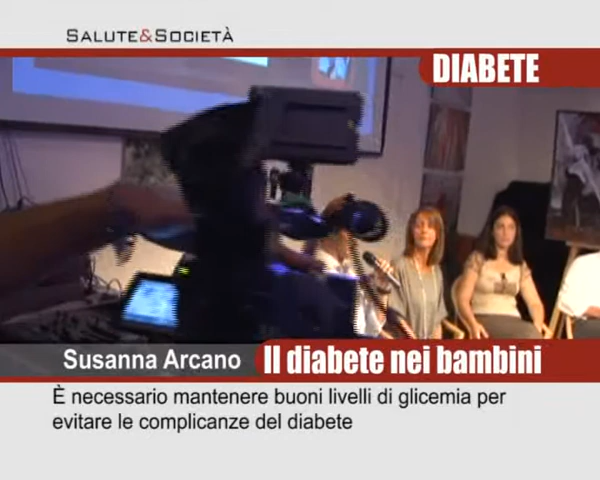 SALUTE&SOCIETÀ
DIABETE
Susanna Arcano
Il diabete nei bambini
È necessario mantenere buoni livelli di glicemia per
evitare le complicanze del diabete